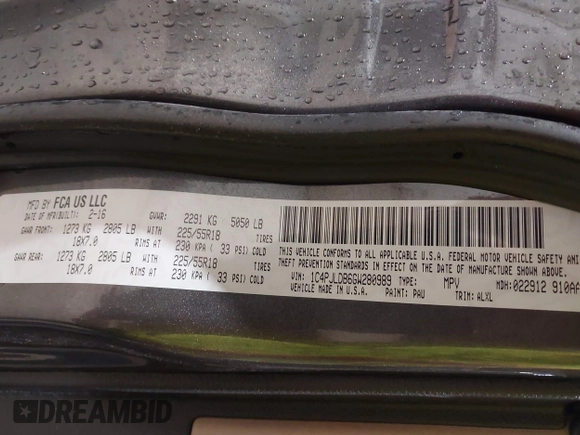 MFD BY FCA US LLC
DATE OF MFR(BUILT): 2-16 GVWR: 2291 KG 5050 LB
GAWR FRONT: 1273 KG 2805 LB WITH 225/55R18 TIRES
18X7.0 RIMS AT 230 KPA ( 33 PSI) COLD
GAWR REAR: 1273 KG 2805 LB WITH 225/55R18 TIRES
18X7.0 RIMS AT 230 KPA ( 33 PSI) COLD
THIS VEHICLE CONFORMS TO ALL APPLICABLE U.S.A. FEDERAL MOTOR VEHICLE SAFETY AND
THEFT PREVENTION STANDARDS IN EFFECT ON THE DATE OF MANUFACTURE SHOWN ABOVE.
VIN: 1C4PJLDB6GW280989 TYPE: MPV MDH:022912 910AA
VEHICLE MADE IN U.S.A. PAINT: PAU TRIM: ALXL
DREAMBID